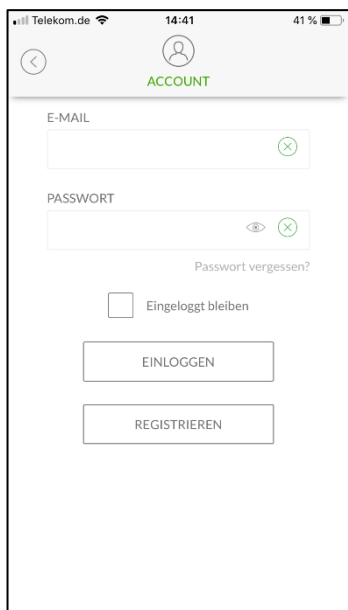 Telekom.de 14:41 41 %
ACCOUNT
E-MAIL
PASSWORT
Passwort vergessen?
Eingeloggt bleiben
EINLOGGEN
REGISTRIEREN